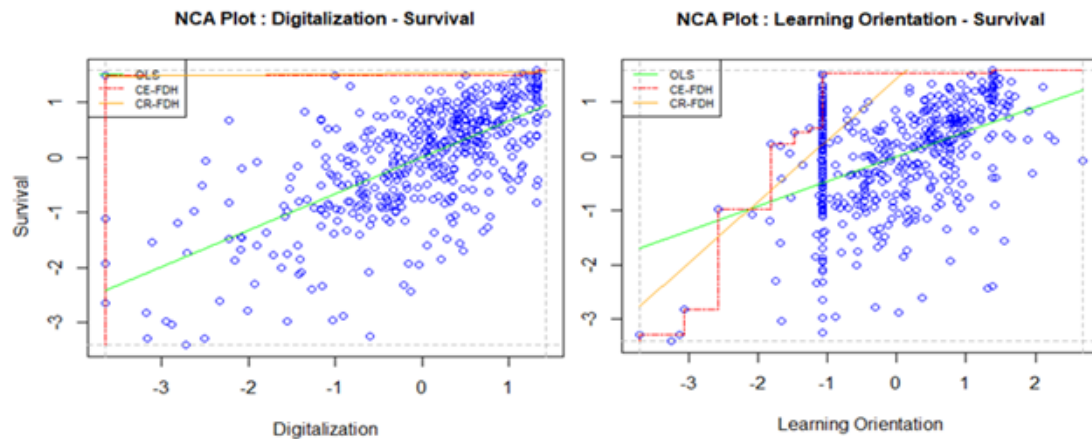 NCA Plot : Digitalization - Survival
OLS
CE-FDH
CR-FDH
1
0
-1
-2
-3
Survival
-3
-2
-1
0
1
Digitalization
NCA Plot : Learning Orientation - Survival
OLS
CE-FDH
CR-FDH
1
0
-1
-2
-3
-3
-2
-1
0
1
2
Learning Orientation